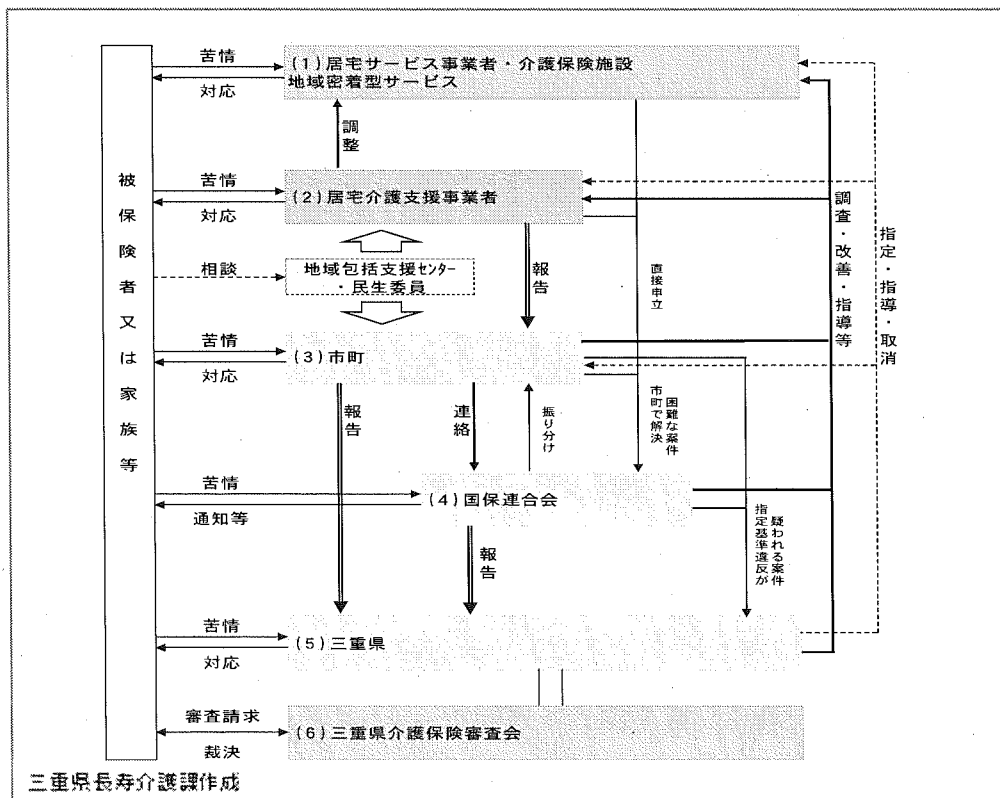 被保険者又は家族等
苦情
対応
(1)居宅サービス事業者・介護保険施設
地域密着型サービス
調整
苦情
対応
(2)居宅介護支援事業者
相談
地域包括支援ｾﾝﾀｰ
・民生委員
報告
直接申立
調査・改善・指導等
指定・指導・取消
苦情
対応
(3)市町
報告
連絡
振り分け
市町で解決
困難な案件
苦情
通知等
(4)国保連合会
報告
指定基準違反が
疑われる案件
苦情
対応
(5)三重県
審査請求
裁決
(6)三重県介護保険審査会
三重県長寿介護課作成